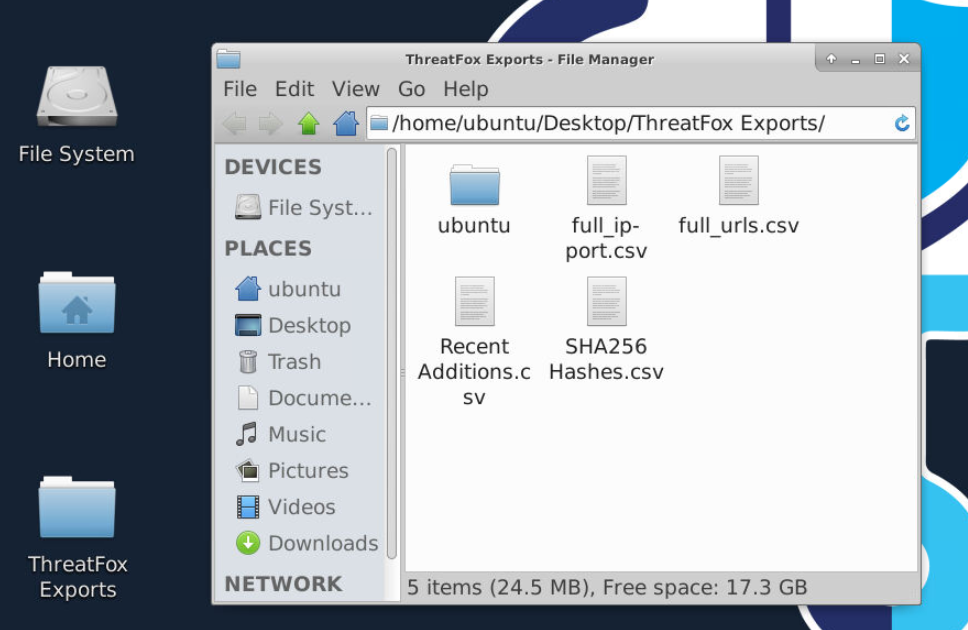 ThreatFox Exports - File Manager
File Edit View Go Help
/home/ubuntu/Desktop/ThreatFox Exports/
File System
Home
ThreatFox
Exports
DEVICES
File Syst...
PLACES
ubuntu
Desktop
Trash
Docume...
Music
Pictures
Videos
Downloads
NETWORK
ubuntu
full_ip-
port.csv
full_urls.csv
Recent
Additions.c
sv
SHA256
Hashes.csv
5 items (24.5 MB), Free space: 17.3 GB